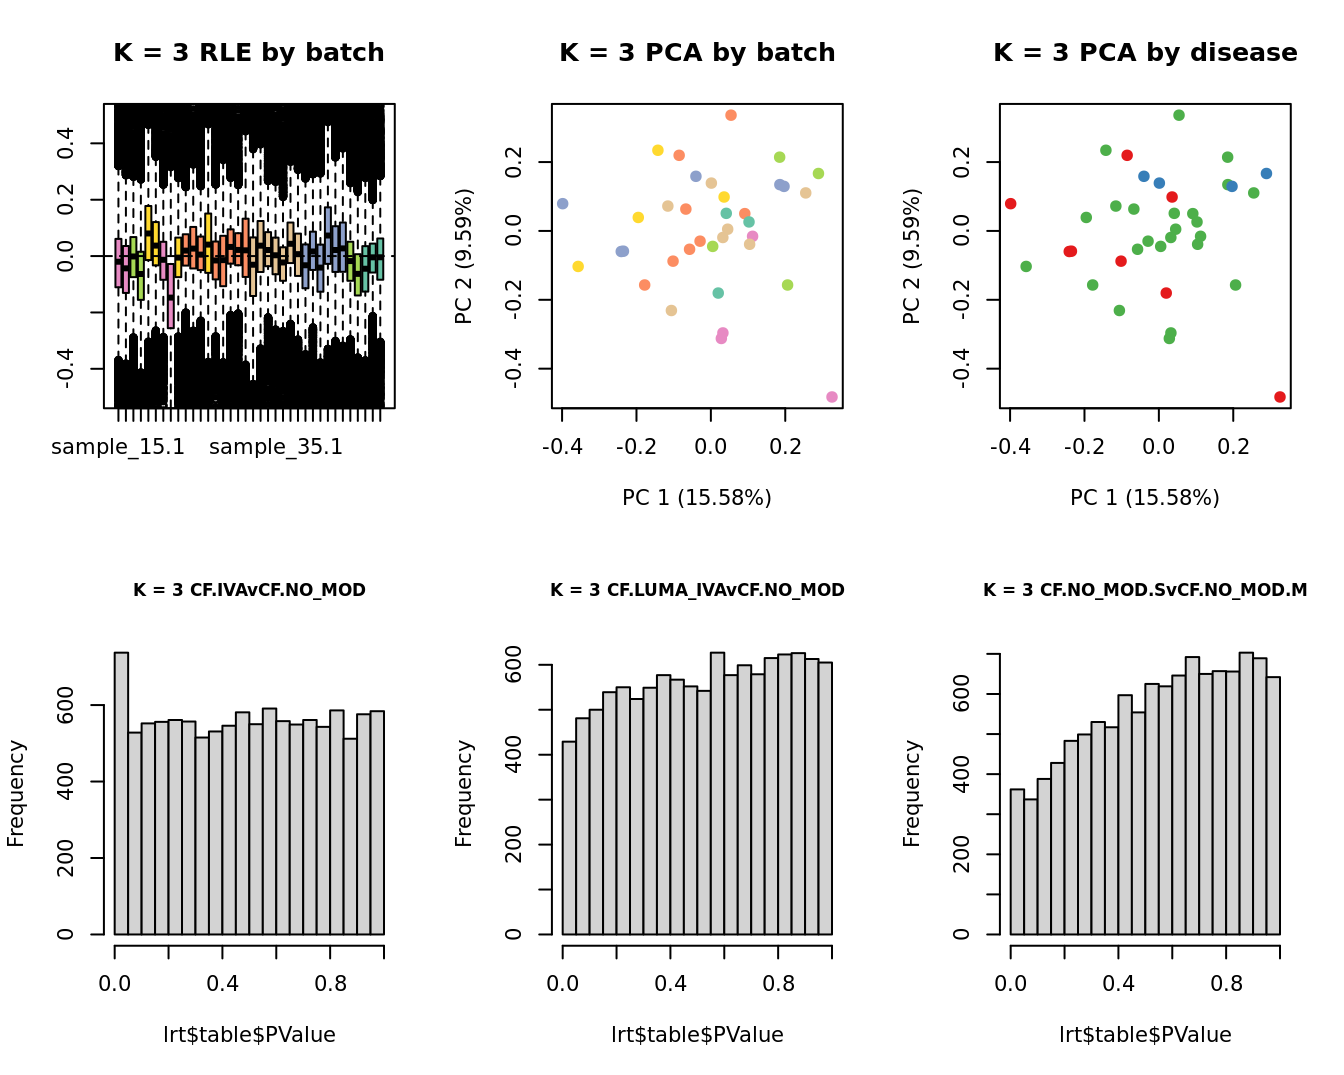 K = 3 RLE by batch
0.4
0.2
0.0
-0.4
sample_15.1 sample_35.1
K = 3 PCA by batch
PC 2 (9.59%)
0.2
0.0
-0.2
-0.4
-0.4 -0.2 0.0 0.2
PC 1 (15.58%)
K = 3 PCA by disease
PC 2 (9.59%)
0.2
0.0
-0.2
-0.4
-0.4 -0.2 0.0 0.2
PC 1 (15.58%)
K = 3 CF.IVAvCF.NO_MOD
Frequency
600
400
200
0
0.0 0.4 0.8
lrt$table$PValue
K = 3 CF.LUMA_IVAvCF.NO_MOD
Frequency
600
400
200
0
0.0 0.4 0.8
lrt$table$PValue
K = 3 CF.NO_MOD.SvCF.NO_MOD.M
Frequency
600
400
200
0
0.0 0.4 0.8
lrt$table$PValue